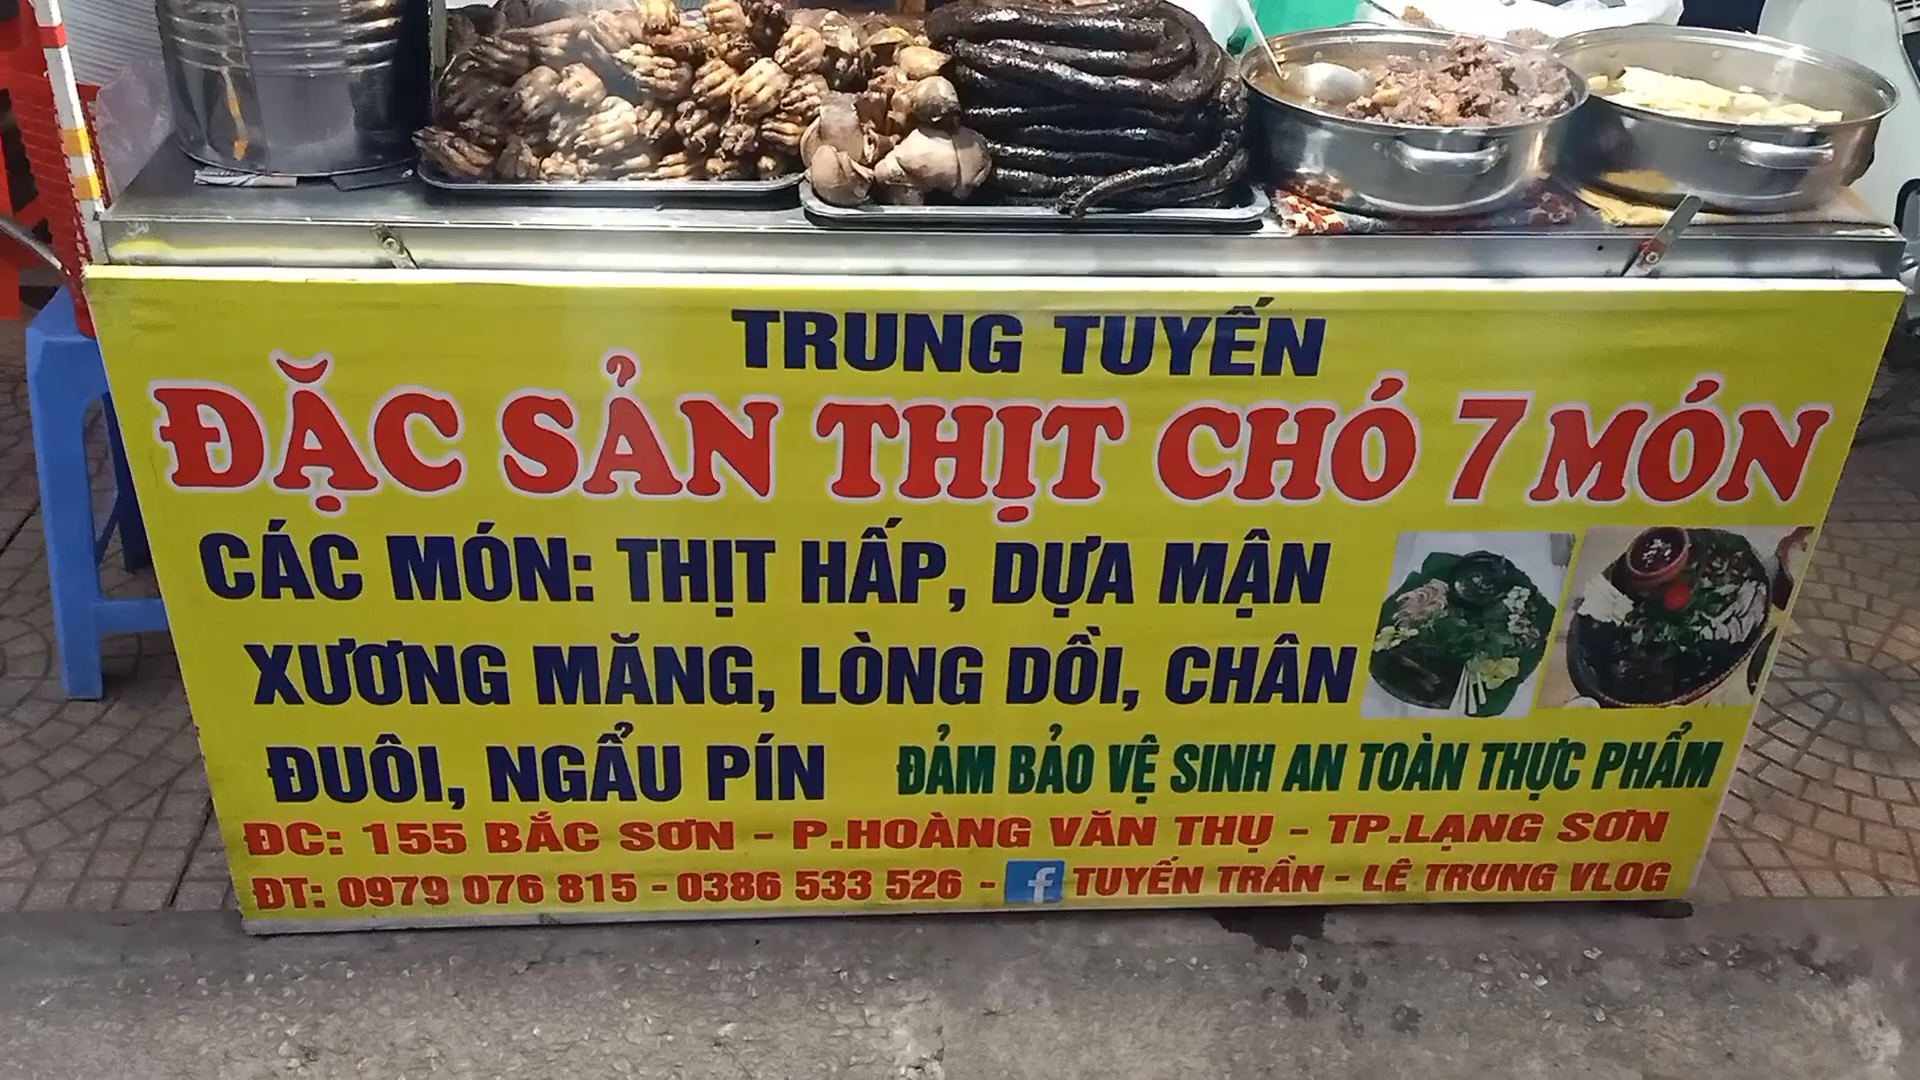 TRUNG TUYẾN
ĐẶC SẢN THỊT CHÓ 7 MÓN
CÁC MÓN: THỊT HẤP, DỰA MẬN
XƯƠNG MĂNG, LÒNG DỒI, CHÂN
ĐUÔI, NGẨU PÍN ĐẢM BẢO VỆ SINH AN TOÀN THỰC PHẨM
ĐC: 155 BẮC SƠN - P.HOÀNG VĂN THỤ - TP.LẠNG SƠN
ĐT: 0979 076 815 - 0386 533 526 - f TUYẾN TRẦN - LÊ TRUNG VLOG